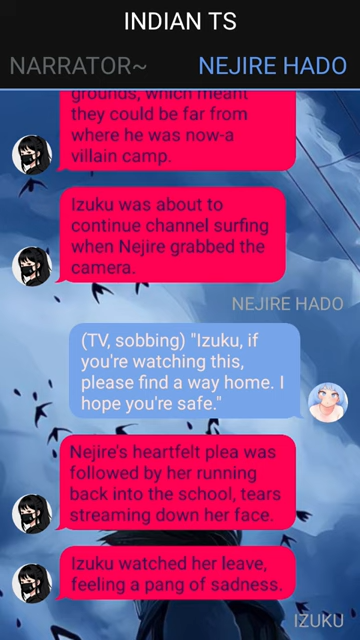 INDIAN TS
NARRATOR~ NEJIRE HADO
grounds, which meant
they could be far from
where he was now-a
villain camp.
Izuku was about to
continue channel surfing
when Nejire grabbed the
camera.
NEJIRE HADO
(TV, sobbing) "Izuku, if
you're watching this,
please find a way home. I
hope you're safe."
Nejire's heartfelt plea was
followed by her running
back into the school, tears
streaming down her face.
Izuku watched her leave,
feeling a pang of sadness.
IZUKU